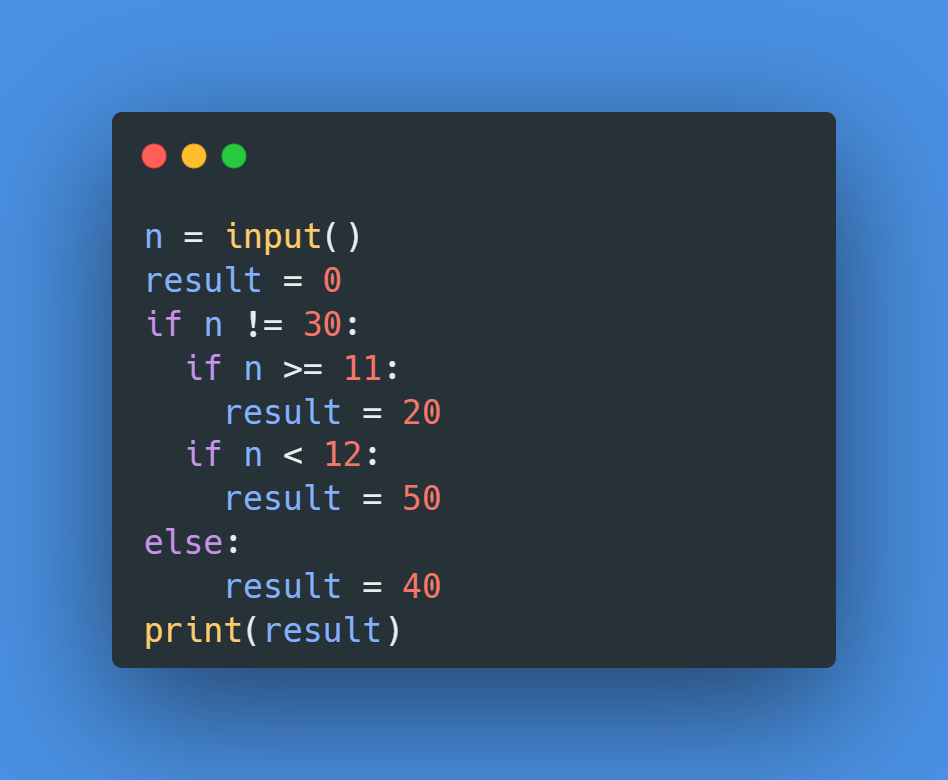 n = input()
result = 0
if n != 30:
  if n >= 11:
    result = 20
  if n < 12:
    result = 50
else:
    result = 40
print(result)